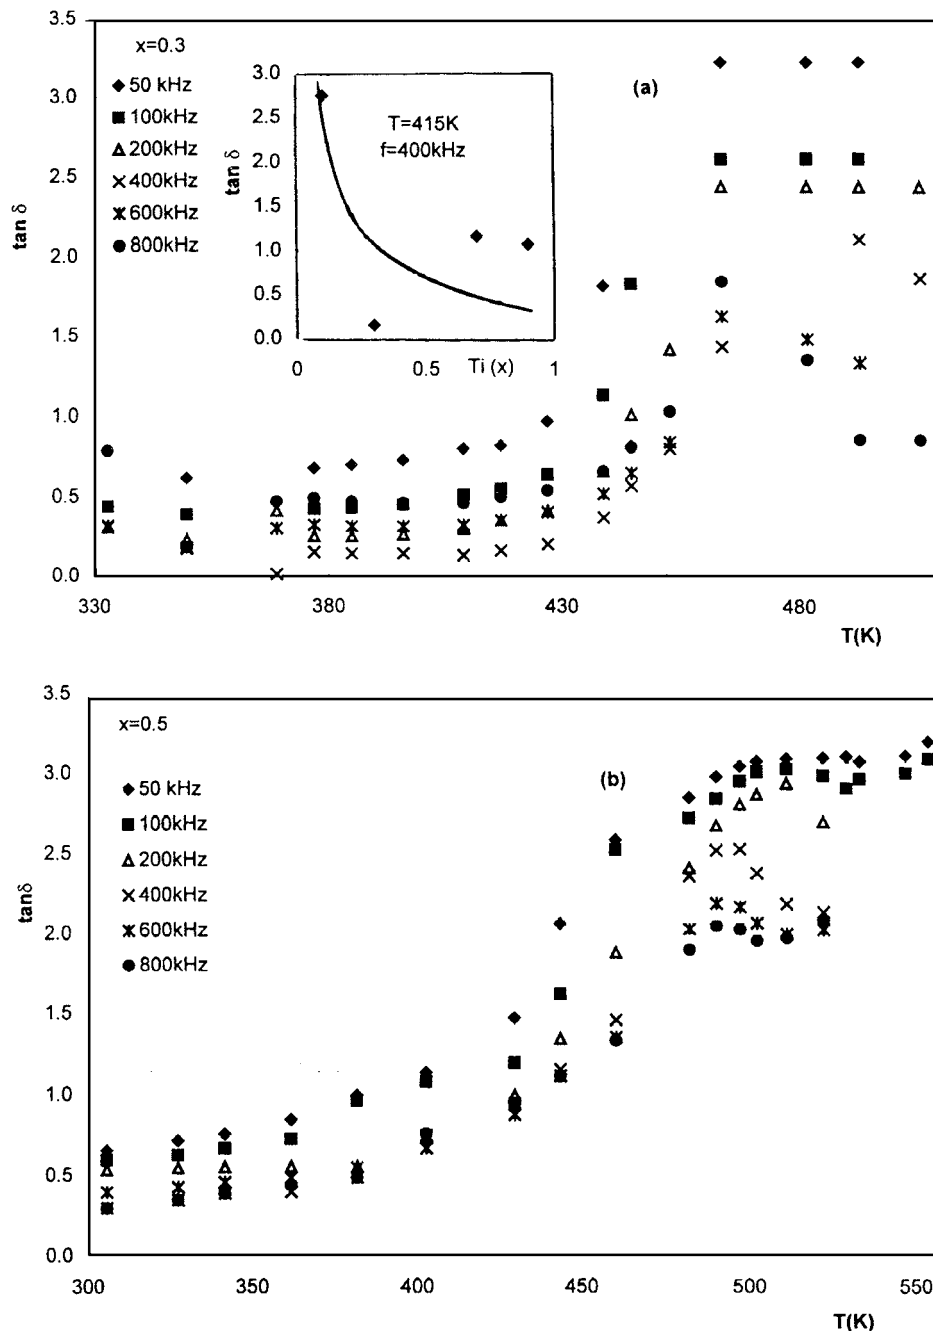 3.5
x=0.3
50 kHz
3.0
(a)
3.0
100kHz
2.5
T=415K
200kHz
f=400kHz
2.5
2.0
400kHz
tan δ
1.5
tan δ
600kHz
2.0
1.0
800kHz
0.5
1.5
0.0
0
0.5
Ti (x)
1
1.0
0.5
0.0
330
380
430
480
T(K)
3.5
x=0.5
3.0
50 kHz
(b)
100kHz
2.5
200kHz
400kHz
tanδ
2.0
600kHz
800kHz
1.5
1.0
0.5
0.0
300
350
400
450
500
550
T(K)